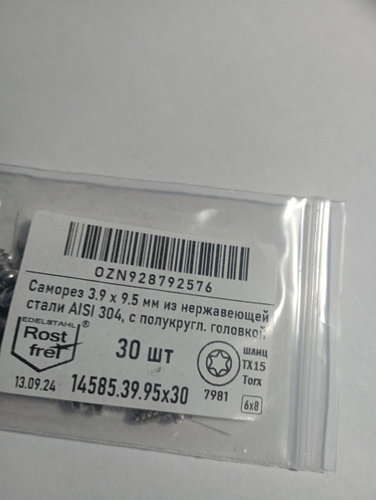 OZN928792576
Саморез 3.9 х 9.5 мм из нержавеющей
стали AISI 304, с полукругл. головкой
EDELSTAHL ®
Rost
frei
30 шт
шлиц
TX15
Torx
13.09.24
14585.39.95x30
7981
6x8